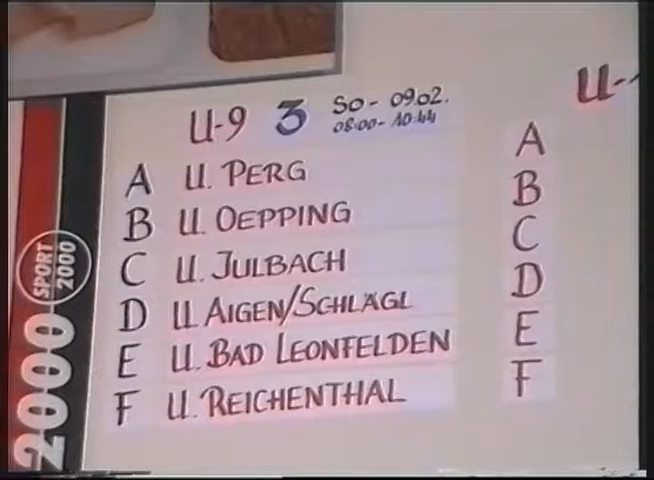 U-9 3 SO - 09.02.
08:00 - 10:44
A U. PERG
B U. OEPPING
C U. JULBACH
D U. AIGEN/SCHLÄGL
E U. BAD LEONFELDEN
F U. REICHENTHAL
U-
A
B
C
D
E
F
SPORT
2000
2000